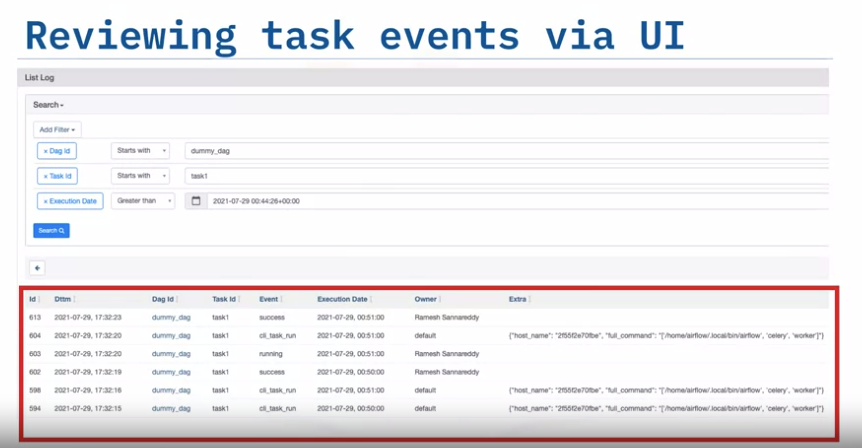 Reviewing task events via UI
List Log
Search
Add Filter
× Dag Id Starts with dummy_dag
× Task Id Starts with task1
× Execution Date Greater than 2021-07-29 00:44:26+00:00
Search
Id Dttm Dag Id Task Id Event Execution Date Owner Extra
613 2021-07-29, 17:32:23 dummy_dag task1 success 2021-07-29, 00:51:00 Ramesh Sannareddy
604 2021-07-29, 17:32:20 dummy_dag task1 cli_task_run 2021-07-29, 00:51:00 default {"host_name": "2f55f2e70fbe", "full_command": "['/home/airflow/.local/bin/airflow', 'celery', 'worker']"}
603 2021-07-29, 17:32:20 dummy_dag task1 running 2021-07-29, 00:51:00 Ramesh Sannareddy
602 2021-07-29, 17:32:19 dummy_dag task1 success 2021-07-29, 00:50:00 Ramesh Sannareddy
598 2021-07-29, 17:32:16 dummy_dag task1 cli_task_run 2021-07-29, 00:51:00 default {"host_name": "2f55f2e70fbe", "full_command": "['/home/airflow/.local/bin/airflow', 'celery', 'worker']"}
594 2021-07-29, 17:32:15 dummy_dag task1 cli_task_run 2021-07-29, 00:50:00 default {"host_name": "2f55f2e70fbe", "full_command": "['/home/airflow/.local/bin/airflow', 'celery', 'worker']"}